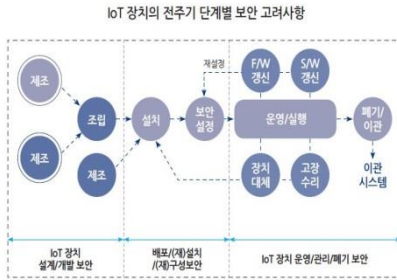 IoT 장치의 전주기 단계별 보안 고려사항
제조
제조
조립
제조
설치
보안
설정
재설정
F/W
갱신
S/W
갱신
운영/실행
장치
대체
고장
수리
폐기/
이관
이관
시스템
IoT 장치
설계/개발 보안
배포/(재)설치
/(재)구성보안
IoT 장치 운영/관리/폐기 보안